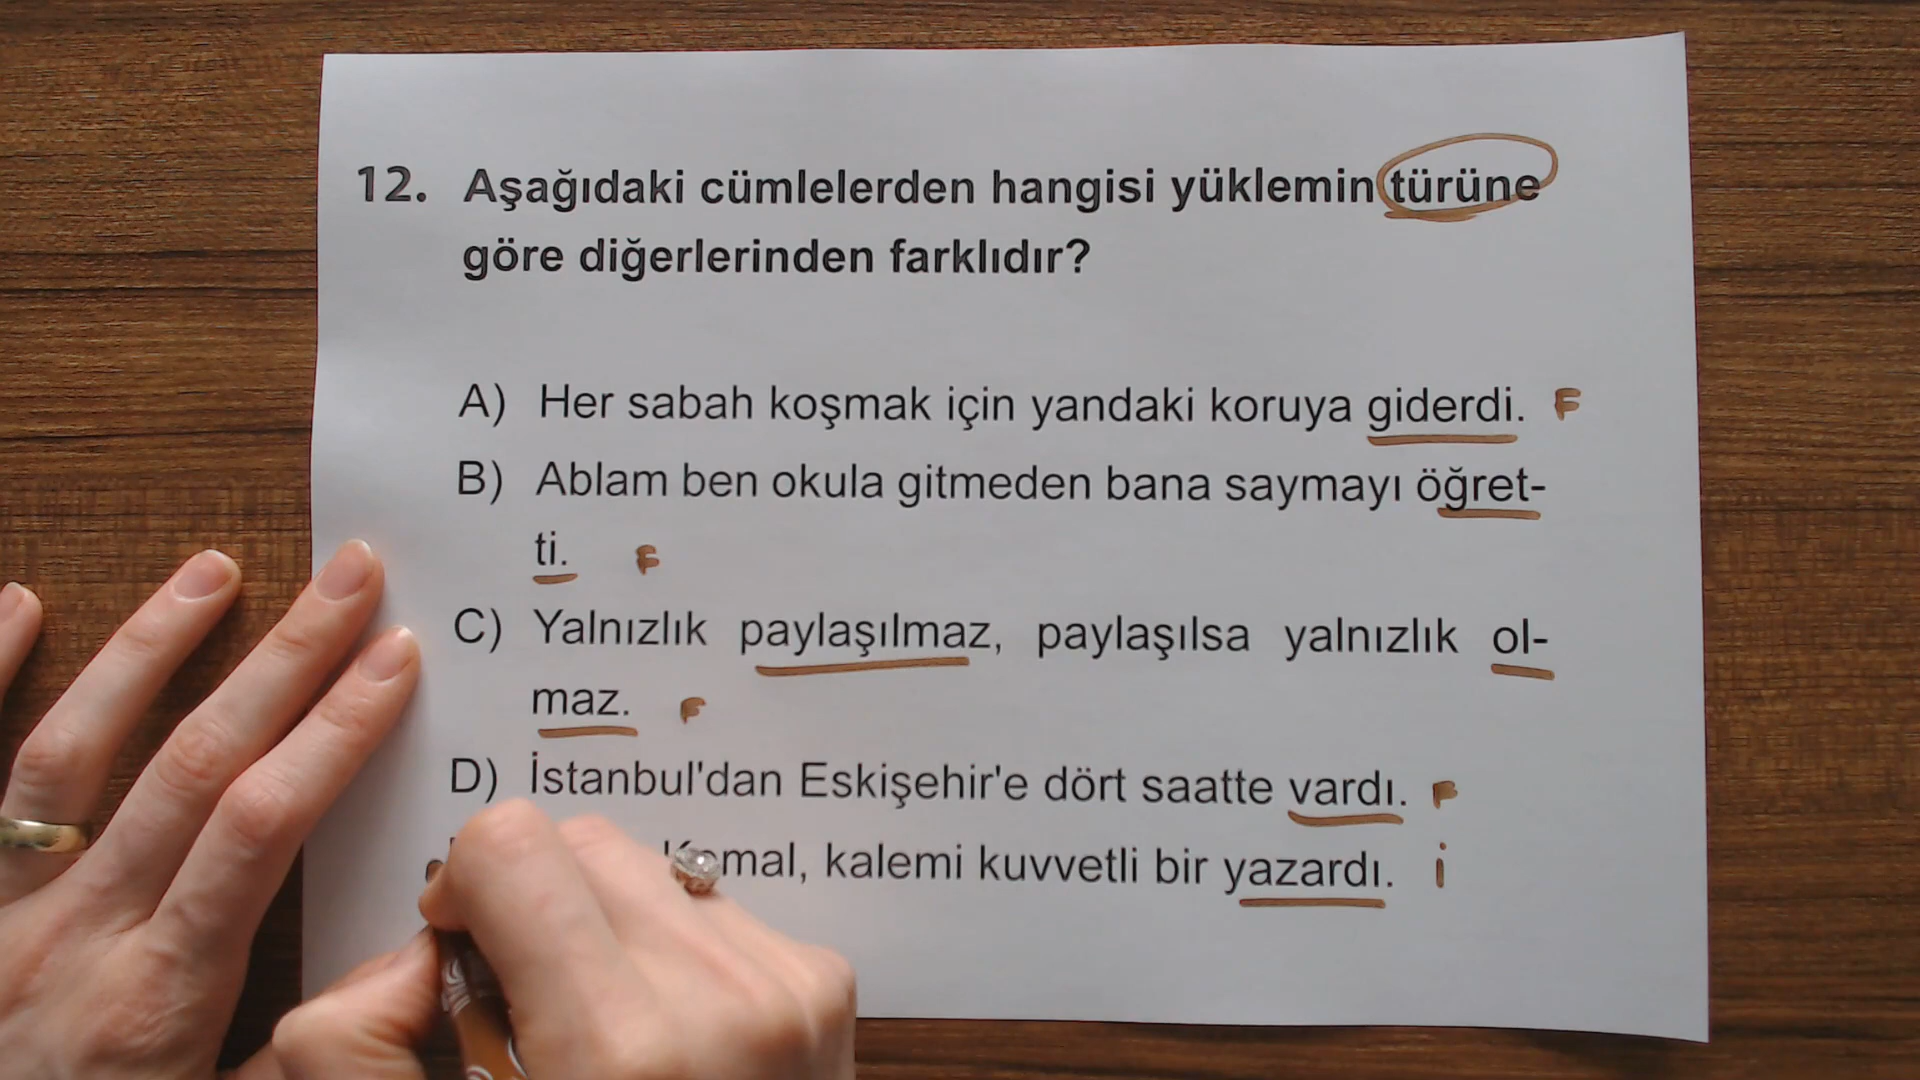 12. Aşağıdaki cümlelerden hangisi yüklemin türüne
göre diğerlerinden farklıdır?
A) Her sabah koşmak için yandaki koruya giderdi. F
B) Ablam ben okula gitmeden bana saymayı öğret-
ti. F
C) Yalnızlık paylaşılmaz, paylaşılsa yalnızlık ol-
maz. F
D) İstanbul'dan Eskişehir'e dört saatte vardı. F
kalemi kuvvetli bir yazardı. i